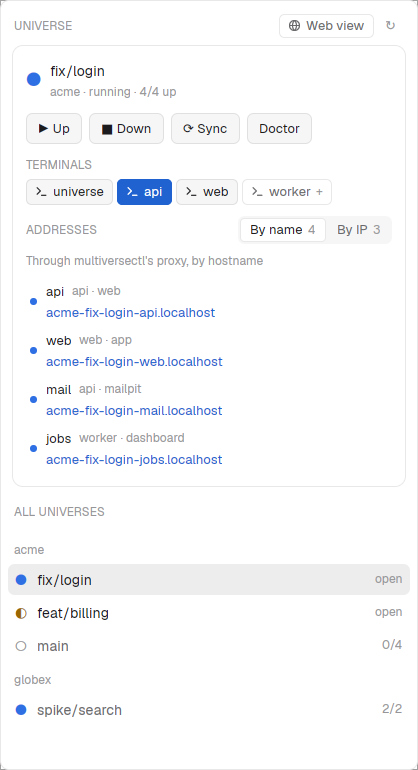 UNIVERSE
Web view ↻
fix/login
acme · running · 4/4 up
▶ Up ■ Down ⟳ Sync Doctor
TERMINALS
universe api web worker +
ADDRESSES By name 4 By IP 3
Through multiversectl's proxy, by hostname
api api · web
acme-fix-login-api.localhost
web web · app
acme-fix-login-web.localhost
mail api · mailpit
acme-fix-login-mail.localhost
jobs worker · dashboard
acme-fix-login-jobs.localhost
ALL UNIVERSES
acme
fix/login open
feat/billing open
main 0/4
globex
spike/search 2/2